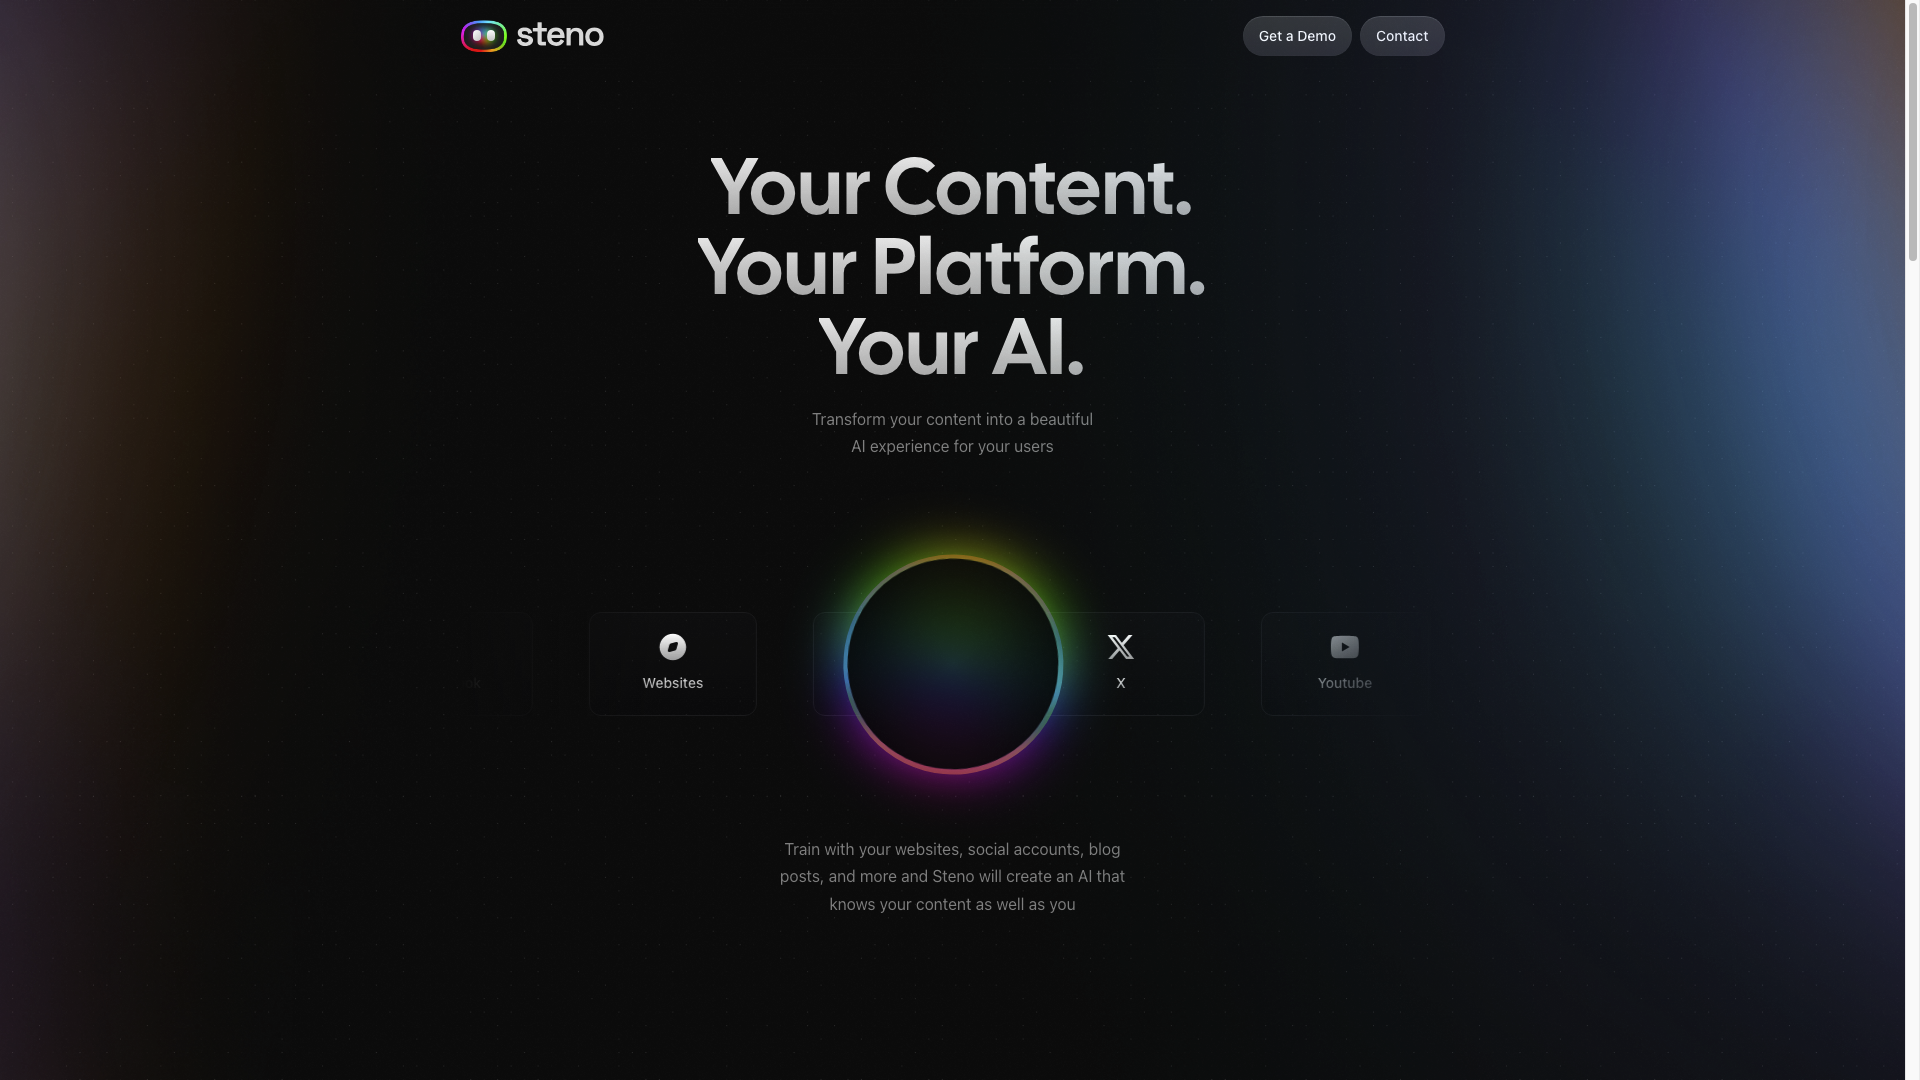 steno
Get a Demo
Contact
Your Content.
Your Platform.
Your AI.
Transform your content into a beautiful
AI experience for your users
Websites
X
Youtube
Train with your websites, social accounts, blog
posts, and more and Steno will create an AI that
knows your content as well as you